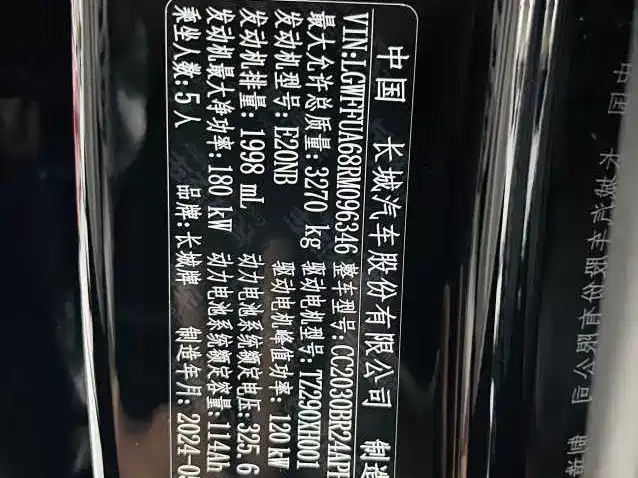 中国 长城汽车股份有限公司 制造
VIN:LGWFFUA68RM096346 整车型号:CC2030BR24APH
最大允许总质量:3270 kg 驱动电机型号:TZ290XH001
发动机型号:E20NB 驱动电机峰值功率:120 kW
发动机排量:1998 mL 动力电池系统额定电压:325.6
发动机最大净功率:180 kW 动力电池系统额定容量:114Ah
乘坐人数:5人 品牌:长城牌 制造年月:2024-05